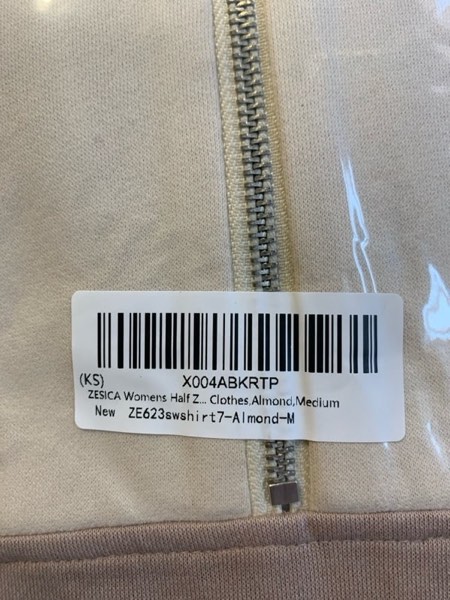 (KS) X004ABKRTP
ZESICA Womens Half Z... Clothes,Almond,Medium
New ZE623swshirt7-Almond-M